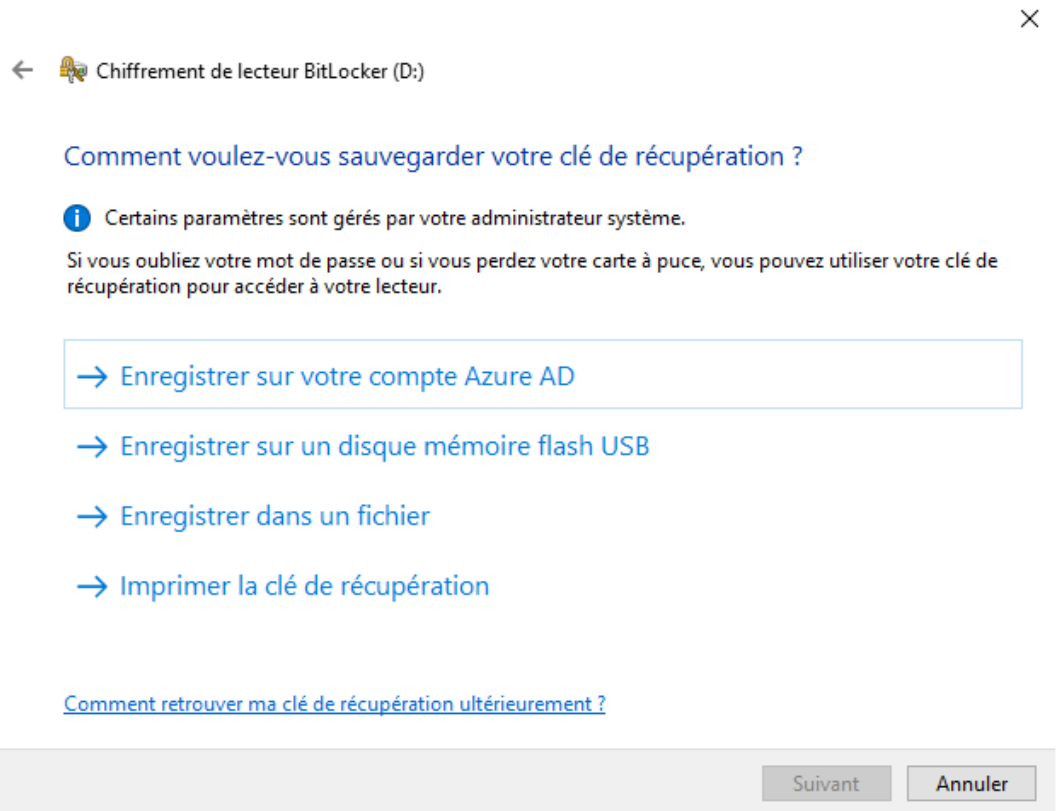 Chiffrement de lecteur BitLocker (D:)
Comment voulez-vous sauvegarder votre clé de récupération ?
Certains paramètres sont gérés par votre administrateur système.
Si vous oubliez votre mot de passe ou si vous perdez votre carte à puce, vous pouvez utiliser votre clé de
récupération pour accéder à votre lecteur.
Enregistrer sur votre compte Azure AD
Enregistrer sur un disque mémoire flash USB
Enregistrer dans un fichier
Imprimer la clé de récupération
Comment retrouver ma clé de récupération ultérieurement ?
Suivant Annuler